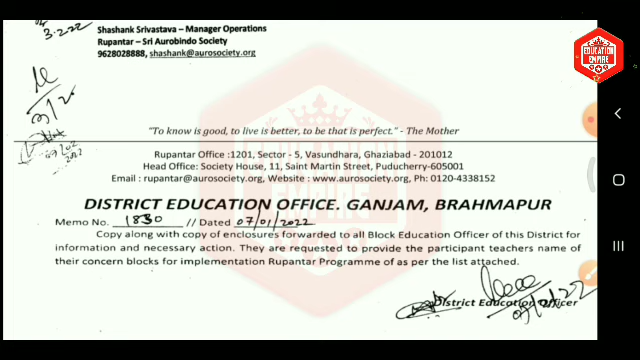 3.2.22
Shashank Srivastava – Manager Operations
Rupantar – Sri Aurobindo Society
9628028888, shashank@aurosociety.org
EDUCATION
EMPIRE
"To know is good, to live is better, to be that is perfect." - The Mother
Rupantar Office :1201, Sector - 5, Vasundhara, Ghaziabad - 201012
Head Office: Society House, 11, Saint Martin Street, Puducherry-605001
Email : rupantar@aurosociety.org, Website : www.aurosociety.org, Ph: 0120-4338152
DISTRICT EDUCATION OFFICE. GANJAM, BRAHMAPUR
Memo No. 1830 // Dated 07/01/2022
Copy along with copy of enclosures forwarded to all Block Education Officer of this District for
information and necessary action. They are requested to provide the participant teachers name of
their concern blocks for implementation Rupantar Programme of as per the list attached.
District Education Officer